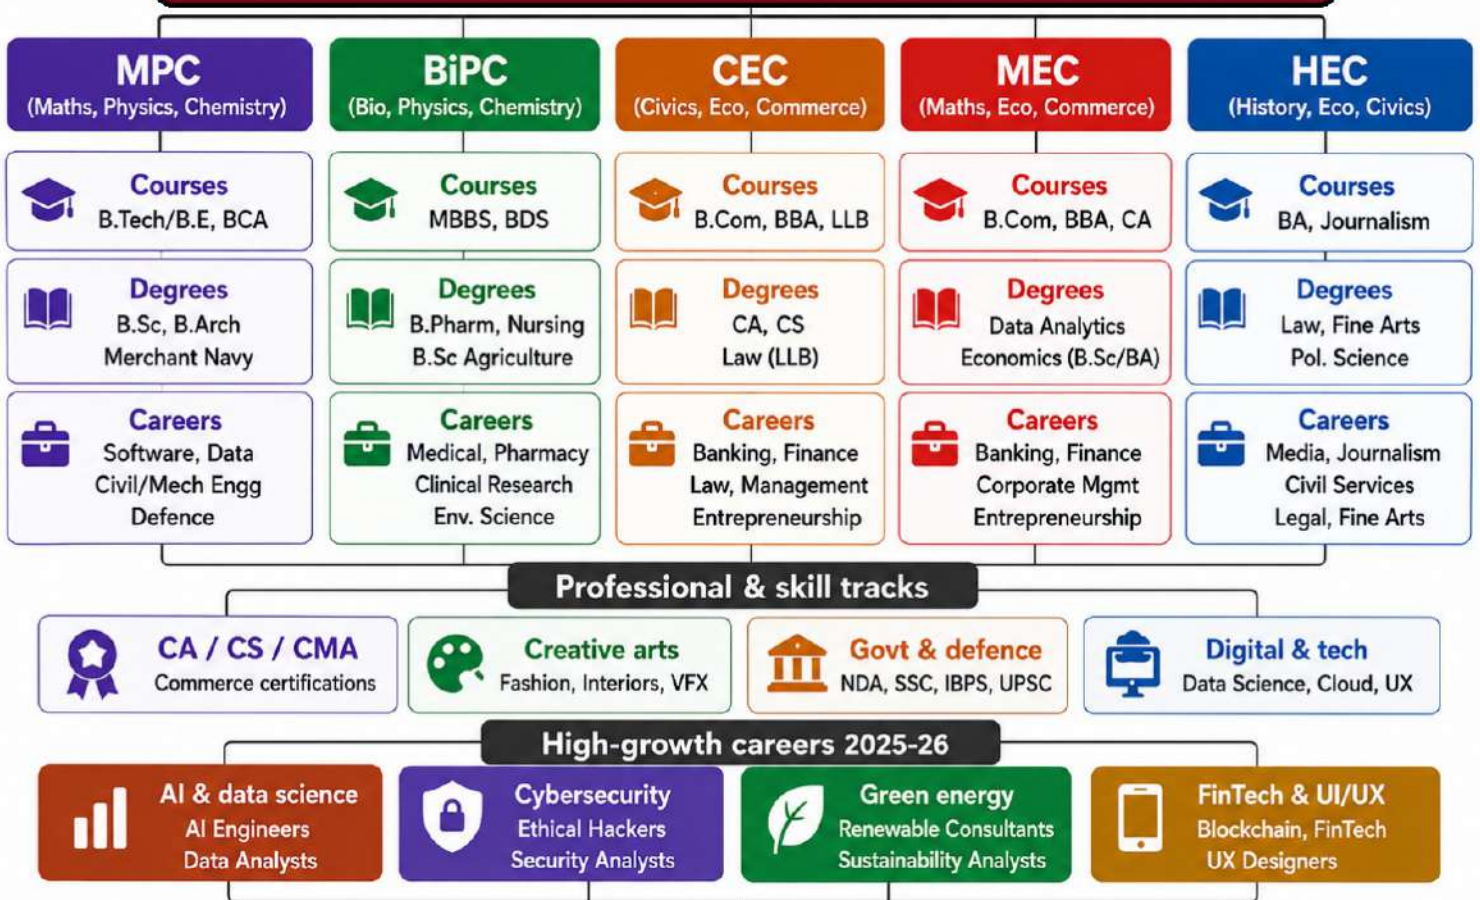 MPC
(Maths, Physics, Chemistry)
BiPC
(Bio, Physics, Chemistry)
CEC
(Civics, Eco, Commerce)
MEC
(Maths, Eco, Commerce)
HEC
(History, Eco, Civics)
Courses
B.Tech/B.E, BCA
Courses
MBBS, BDS
Courses
B.Com, BBA, LLB
Courses
B.Com, BBA, CA
Courses
BA, Journalism
Degrees
B.Sc, B.Arch
Merchant Navy
Degrees
B.Pharm, Nursing
B.Sc Agriculture
Degrees
CA, CS
Law (LLB)
Degrees
Data Analytics
Economics (B.Sc/BA)
Degrees
Law, Fine Arts
Pol. Science
Careers
Software, Data
Civil/Mech Engg
Defence
Careers
Medical, Pharmacy
Clinical Research
Env. Science
Careers
Banking, Finance
Law, Management
Entrepreneurship
Careers
Banking, Finance
Corporate Mgmt
Entrepreneurship
Careers
Media, Journalism
Civil Services
Legal, Fine Arts
Professional & skill tracks
CA / CS / CMA
Commerce certifications
Creative arts
Fashion, Interiors, VFX
Govt & defence
NDA, SSC, IBPS, UPSC
Digital & tech
Data Science, Cloud, UX
High-growth careers 2025-26
AI & data science
AI Engineers
Data Analysts
Cybersecurity
Ethical Hackers
Security Analysts
Green energy
Renewable Consultants
Sustainability Analysts
FinTech & UI/UX
Blockchain, FinTech
UX Designers